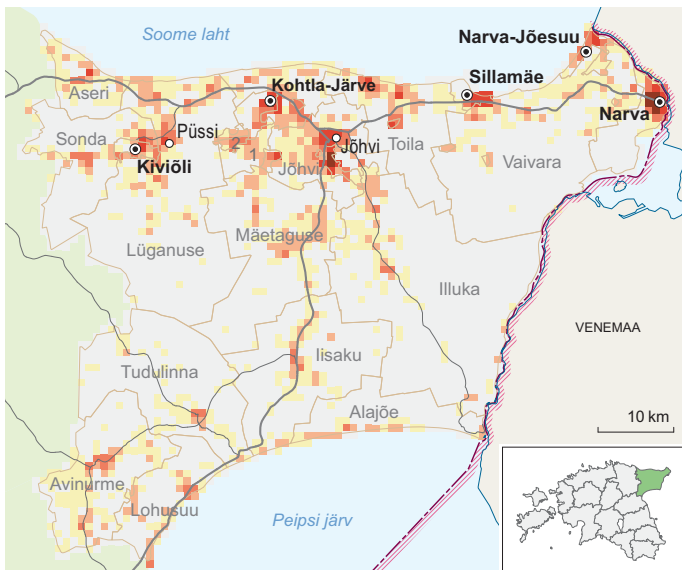 Soome laht
Narva-Jõesuu
Aseri
Kohtla-Järve
Sillamäe
Narva
Sonda
Püssi
2
1
Jõhvi
Toila
Kiviõli
Jõhvi
Vaivara
Mäetaguse
Lüganuse
Illuka
VENEMAA
Iisaku
Tudulinna
Alajõe
10 km
Avinurme
Lohusuu
Peipsi järv